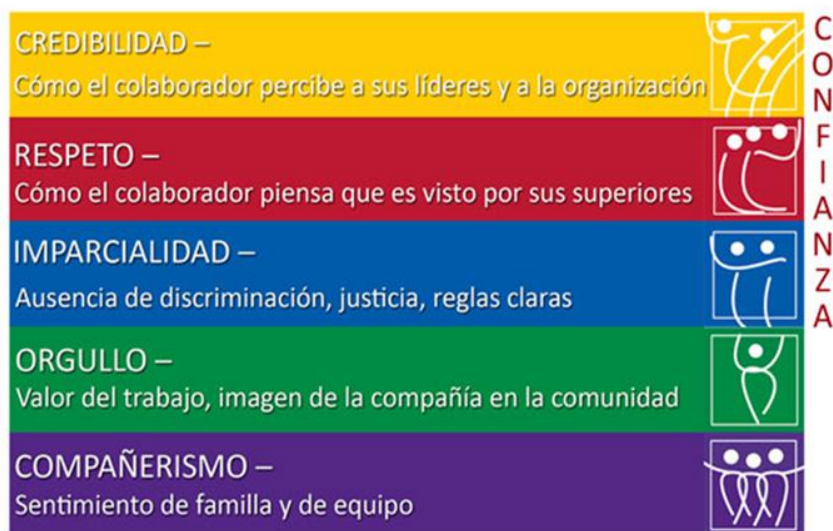 CREDIBILIDAD –
Cómo el colaborador percibe a sus líderes y a la organización
RESPETO –
Cómo el colaborador piensa que es visto por sus superiores
IMPARCIALIDAD –
Ausencia de discriminación, justicia, reglas claras
ORGULLO –
Valor del trabajo, imagen de la compañía en la comunidad
COMPAÑERISMO –
Sentimiento de familla y de equipo
CONFIANZA